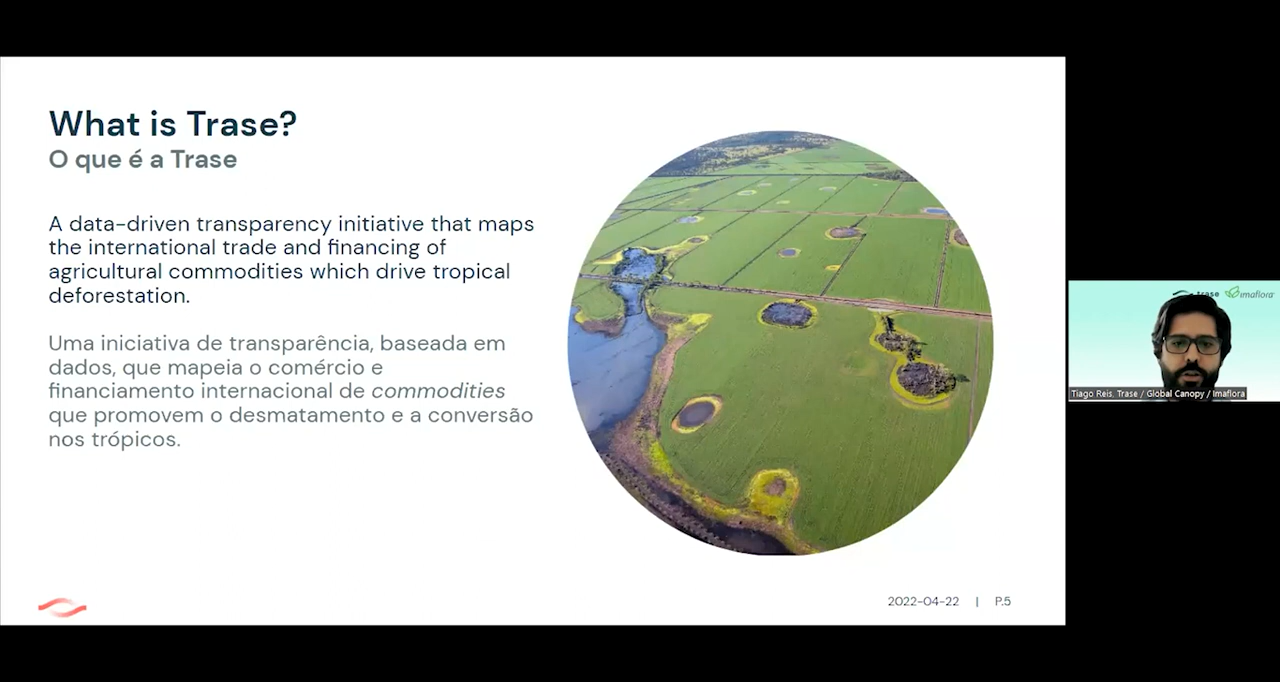 What is Trase?
O que é a Trase
A data-driven transparency initiative that maps
the international trade and financing of
agricultural commodities which drive tropical
deforestation.
Uma iniciativa de transparência, baseada em
dados, que mapeia o comércio e
financiamento internacional de commodities
que promovem o desmatamento e a conversão
nos trópicos.
2022-04-22 | P.5
trase imaflora
Tiago Reis, Trase / Global Canopy / Imaflora